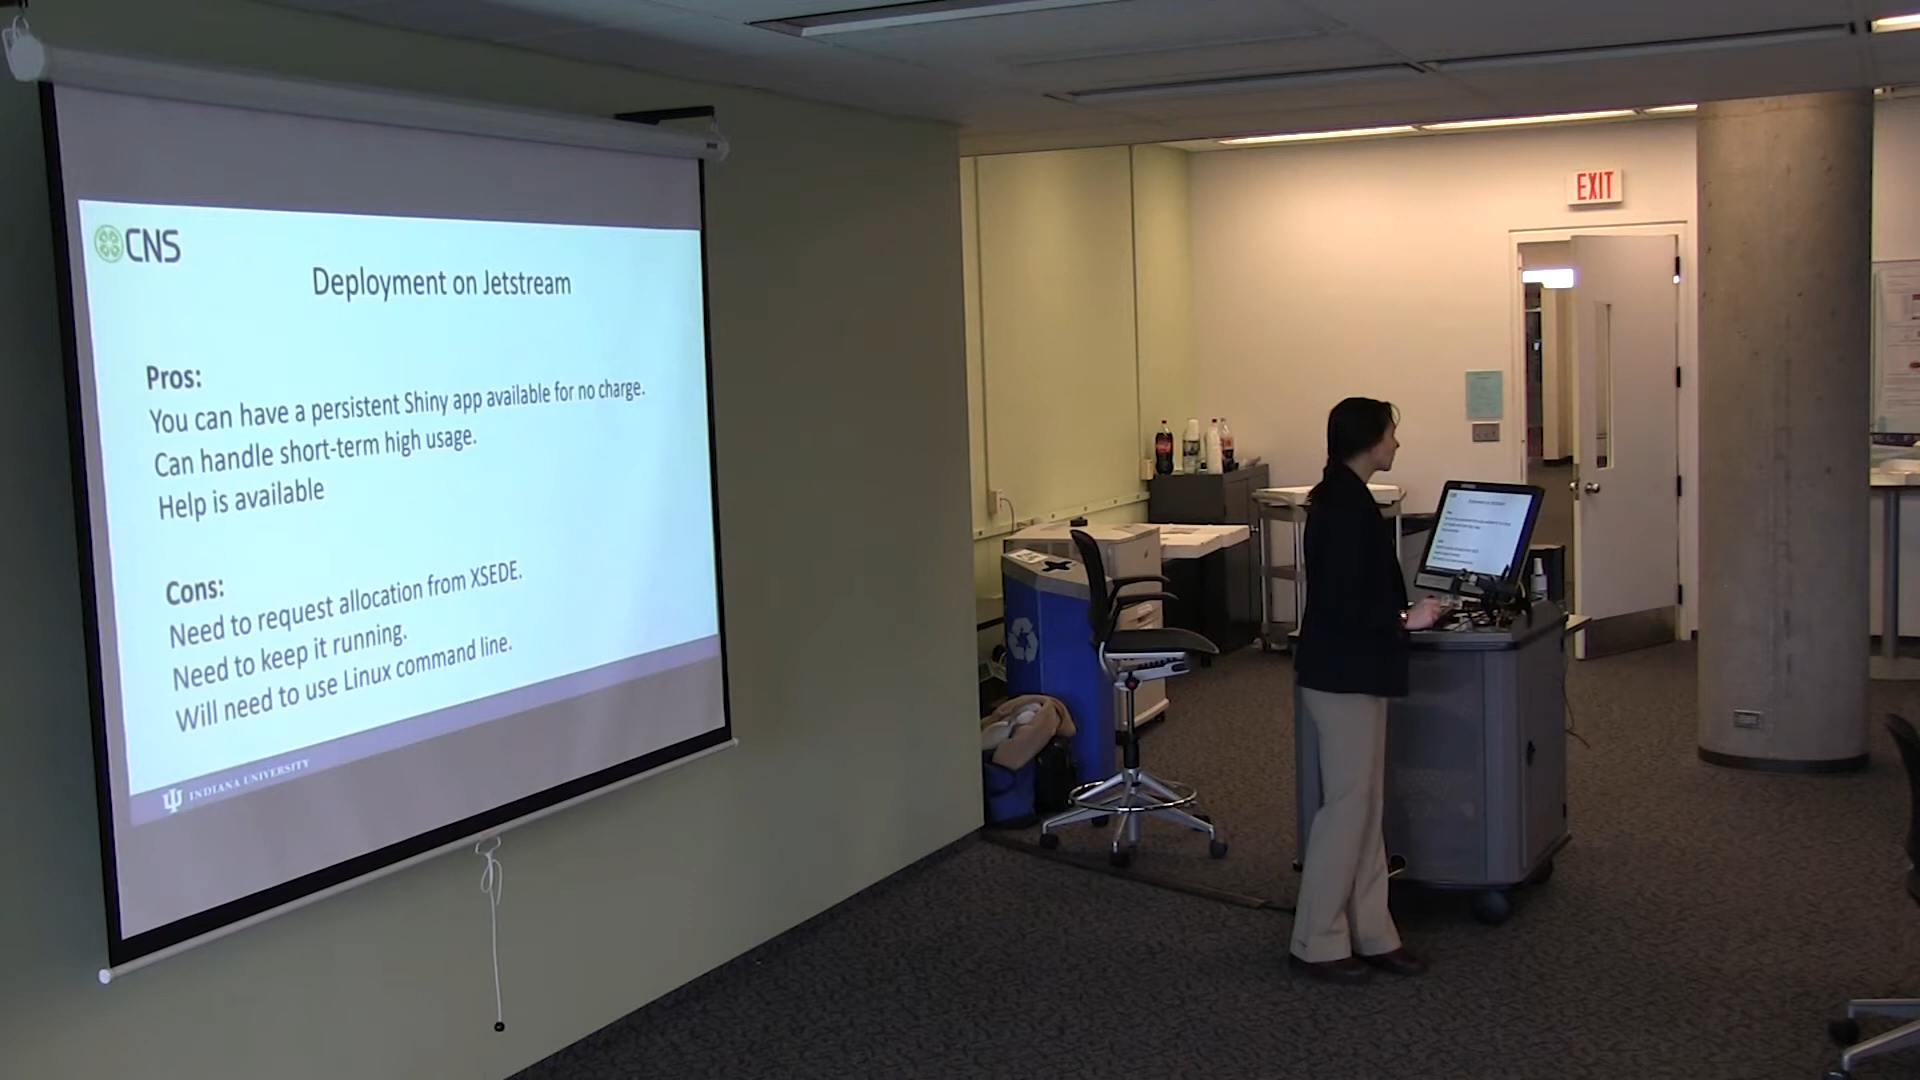 CNS
Deployment on Jetstream
Pros:
You can have a persistent Shiny app available for no charge.
Can handle short-term high usage.
Help is available
Cons:
Need to request allocation from XSEDE.
Need to keep it running.
Will need to use Linux command line.
INDIANA UNIVERSITY
EXIT